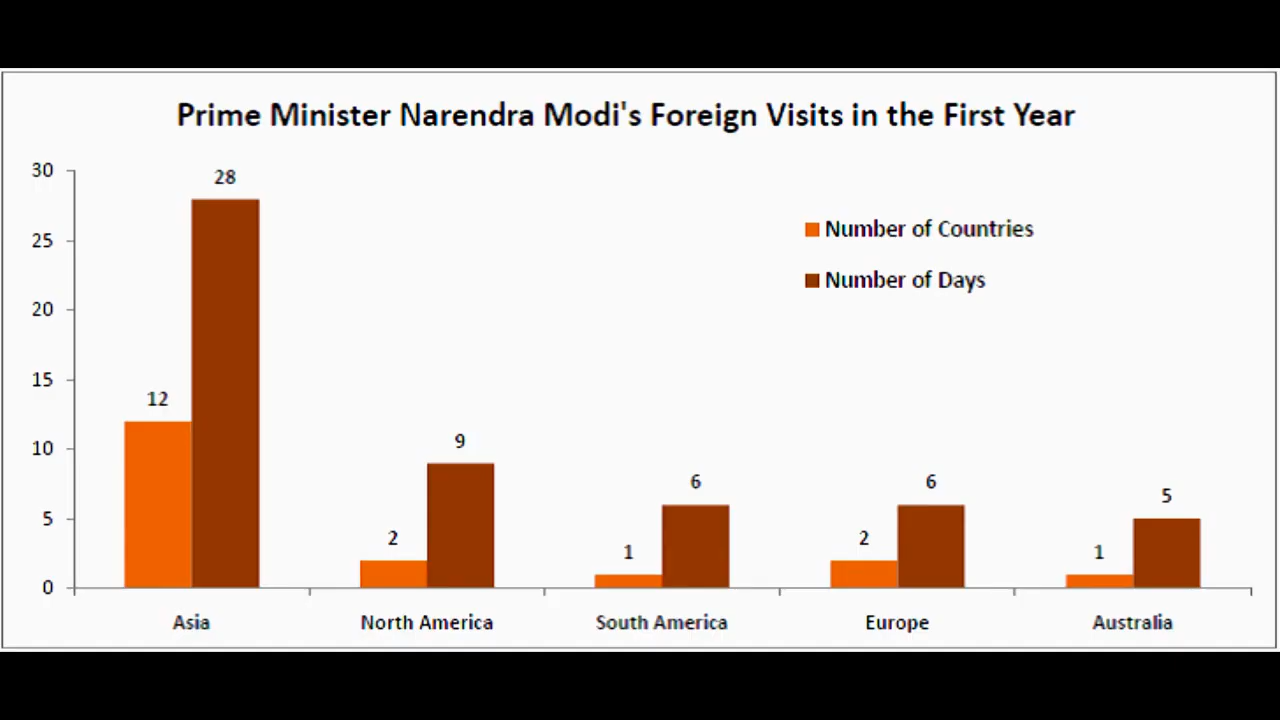 Prime Minister Narendra Modi's Foreign Visits in the First Year
30
25
20
15
10
5
0
28
12
9
2
6
1
6
2
5
1
Number of Countries
Number of Days
Asia
North America
South America
Europe
Australia